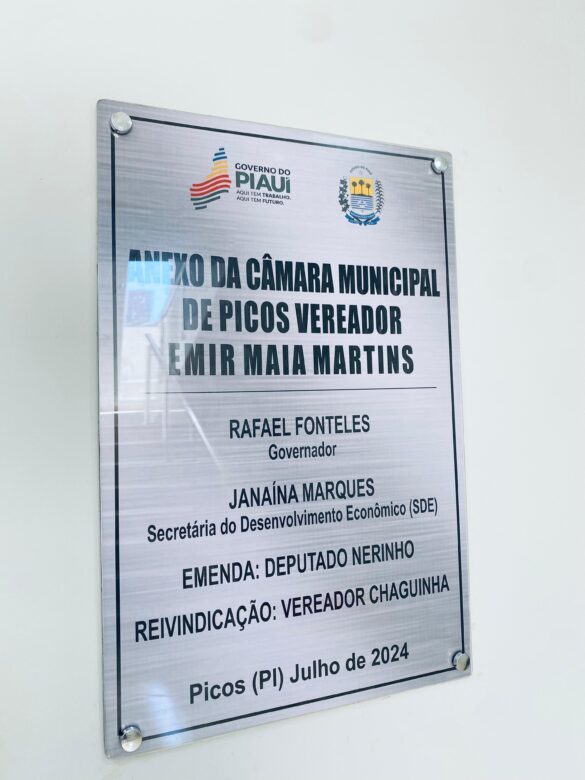 GOVERNO DO
PIAUÍ
AQUI TEM TRABALHO.
AQUI TEM FUTURO.
ANEXO DA CÂMARA MUNICIPAL
DE PICOS VEREADOR
EMIR MAIA MARTINS
RAFAEL FONTELES
Governador
JANAÍNA MARQUES
Secretária do Desenvolvimento Econômico (SDE)
EMENDA: DEPUTADO NERINHO
REIVINDICAÇÃO: VEREADOR CHAGUINHA
Picos (PI) Julho de 2024